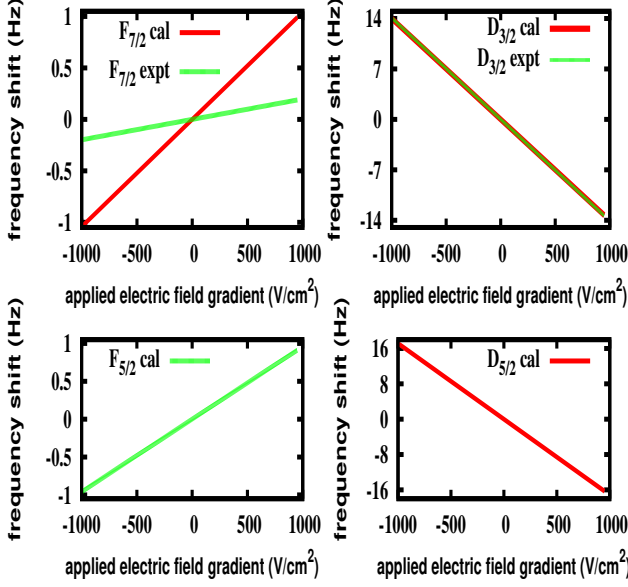 frequency shift (Hz)
1
0.5
0
-0.5
-1
F7/2 cal
F7/2 expt
-1000 -500 0 500 1000
applied electric field gradient (V/cm²)
frequency shift (Hz)
14
7
0
-7
-14
D3/2 cal
D3/2 expt
-1000 -500 0 500 1000
applied electric field gradient (V/cm²)
frequency shift (Hz)
1
0.5
0
-0.5
-1
F5/2 cal
-1000 -500 0 500 1000
applied electric field gradient (V/cm²)
frequency shift (Hz)
16
8
0
-8
-16
D5/2 cal
-1000 -500 0 500 1000
applied electric field gradient (V/cm²)